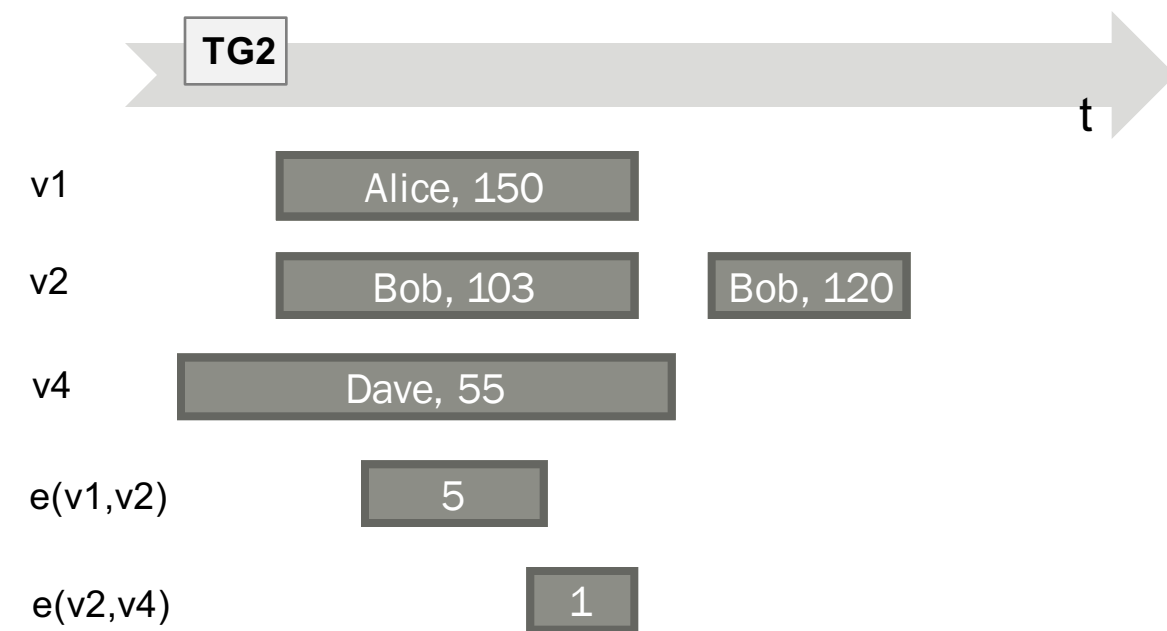 TG2
t
v1
Alice, 150
v2
Bob, 103
Bob, 120
v4
Dave, 55
e(v1,v2)
5
e(v2,v4)
1